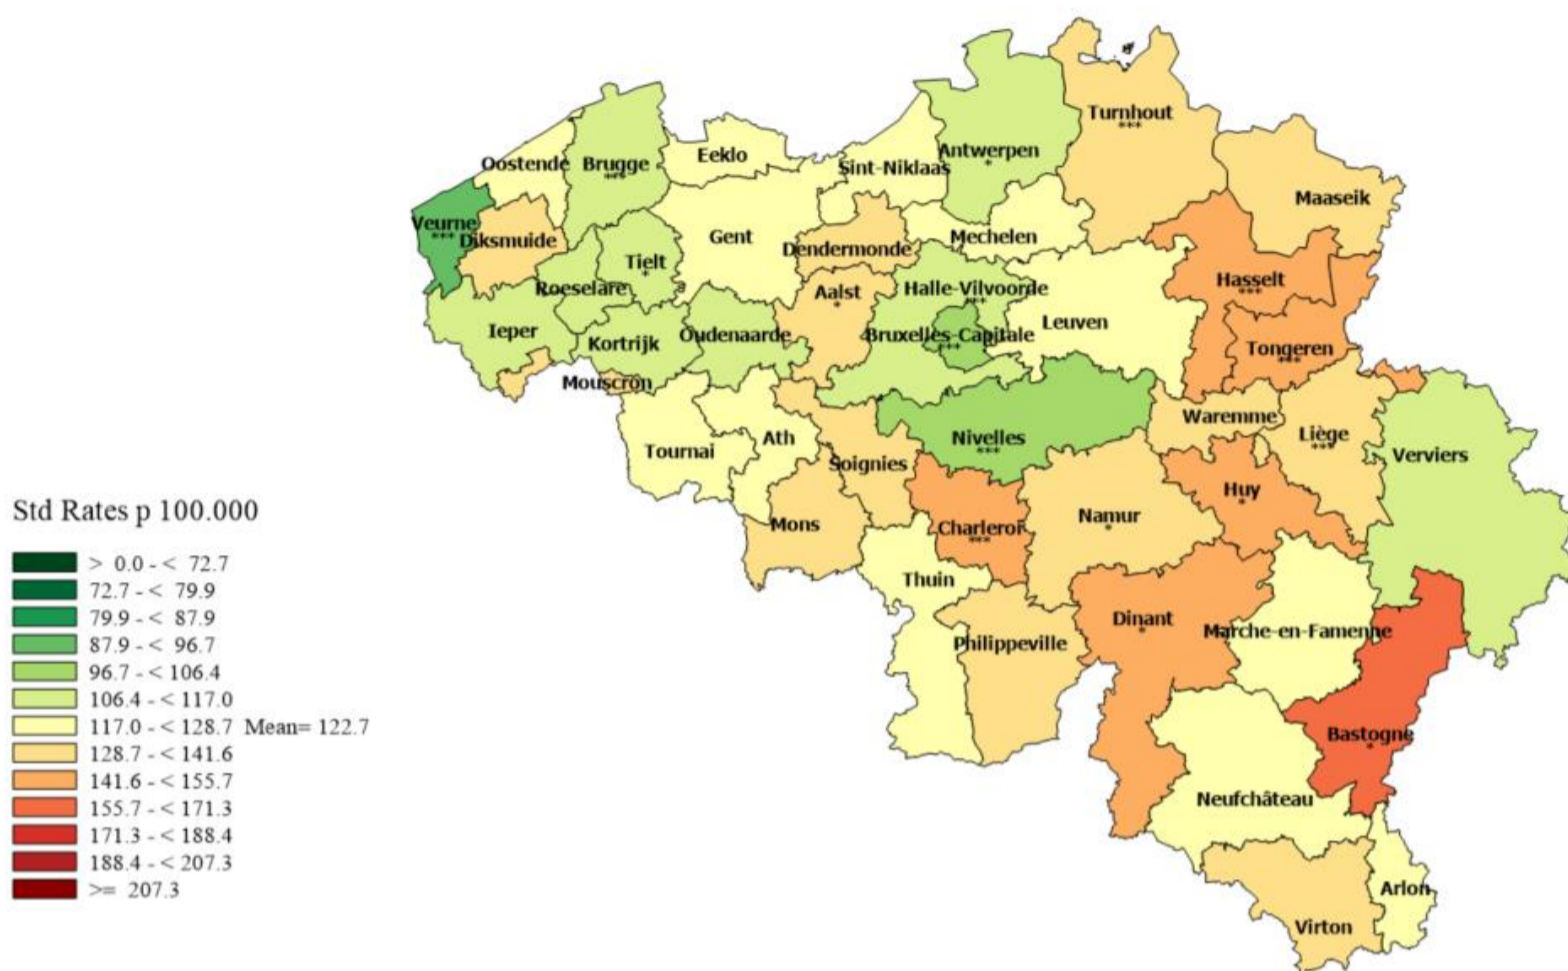 Turnhout
***
Eeklo
Antwerpen
*
Oostende
Brugge
***
Sint-Niklaas
Maaseik
Veurne
***
Diksmuide
Gent
Dendermonde
Mechelen
Tielt
*
Roeselare
Aalst
*
Halle-Vilvoorde
***
Hasselt
***
Ieper
Kortrijk
Oudenaarde
Bruxelles-Capitale
***
Leuven
Tongeren
***
Mouscron
Waremme
Tournai
Ath
Nivelles
***
Liège
***
Verviers
Soignies
Huy
*
Std Rates p 100.000
Mons
Charleroi
***
Namur
*
> 0.0 - < 72.7
72.7 - < 79.9
79.9 - < 87.9
87.9 - < 96.7
96.7 - < 106.4
106.4 - < 117.0
117.0 - < 128.7 Mean= 122.7
128.7 - < 141.6
141.6 - < 155.7
155.7 - < 171.3
171.3 - < 188.4
188.4 - < 207.3
>= 207.3
Thuin
Philippeville
Dinant
*
Marche-en-Famenne
Bastogne
*
Neufchâteau
Arlon
Virton